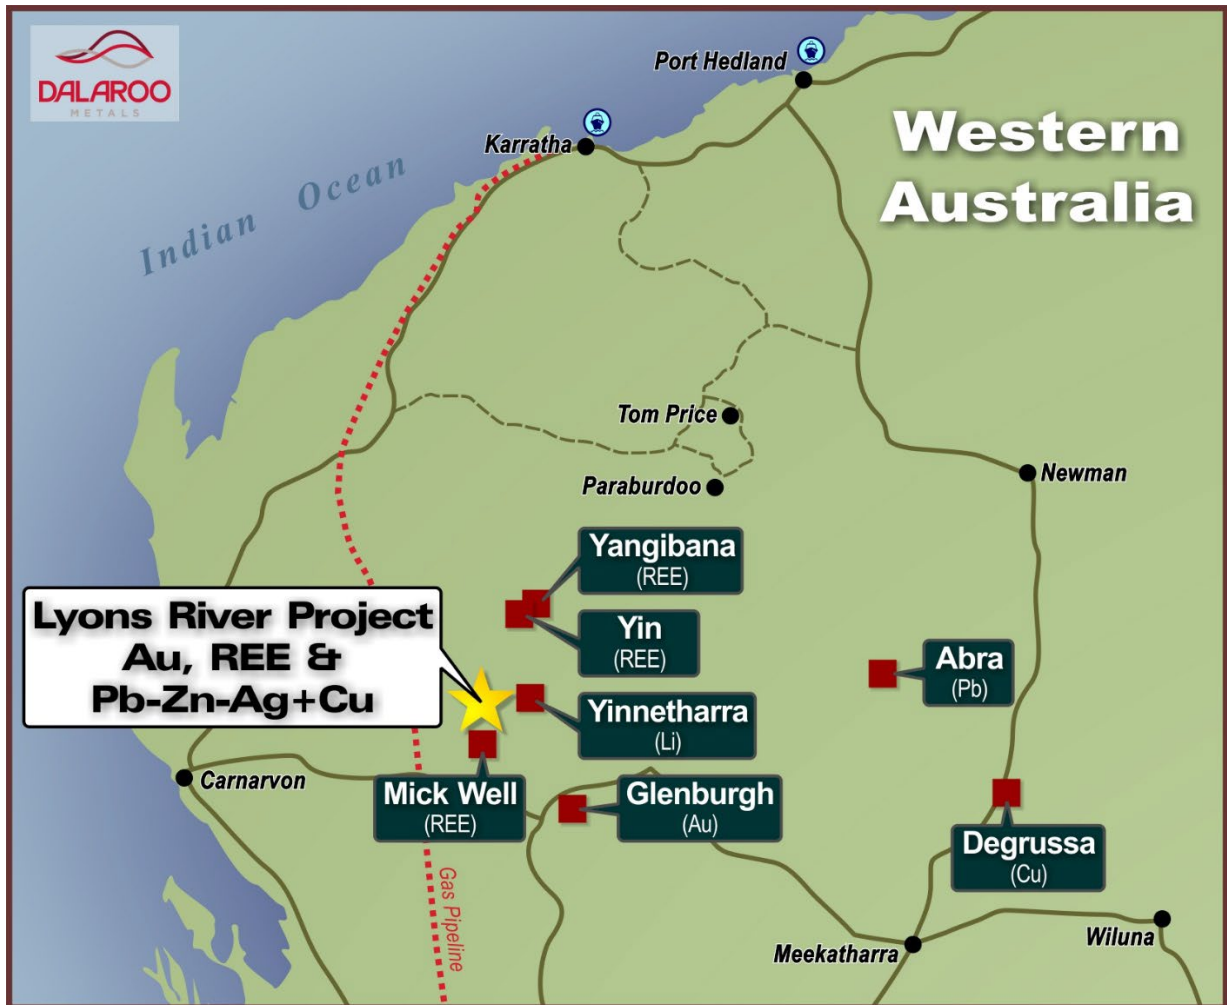 DALAROO
METALS
Port Hedland
Karratha
Western
Australia
Indian Ocean
Tom Price
Newman
Paraburdoo
Yangibana
(REE)
Lyons River Project
Au, REE &
Pb-Zn-Ag+Cu
Yin
(REE)
Abra
(Pb)
Yinnetharra
(Li)
Carnarvon
Mick Well
(REE)
Glenburgh
(Au)
Degrussa
(Cu)
Gas Pipeline
Meekatharra
Wiluna